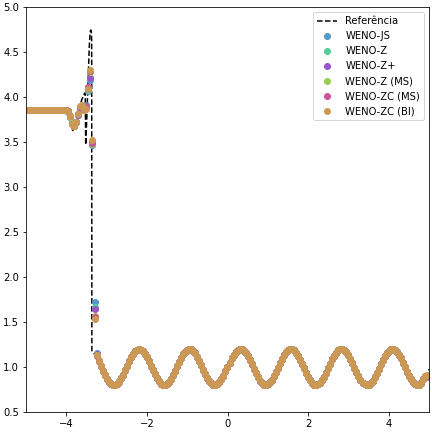 5.0
4.5
4.0
3.5
3.0
2.5
2.0
1.5
1.0
0.5
−4
−2
0
2
4
Referência
WENO-JS
WENO-Z
WENO-Z+
WENO-Z (MS)
WENO-ZC (MS)
WENO-ZC (BI)